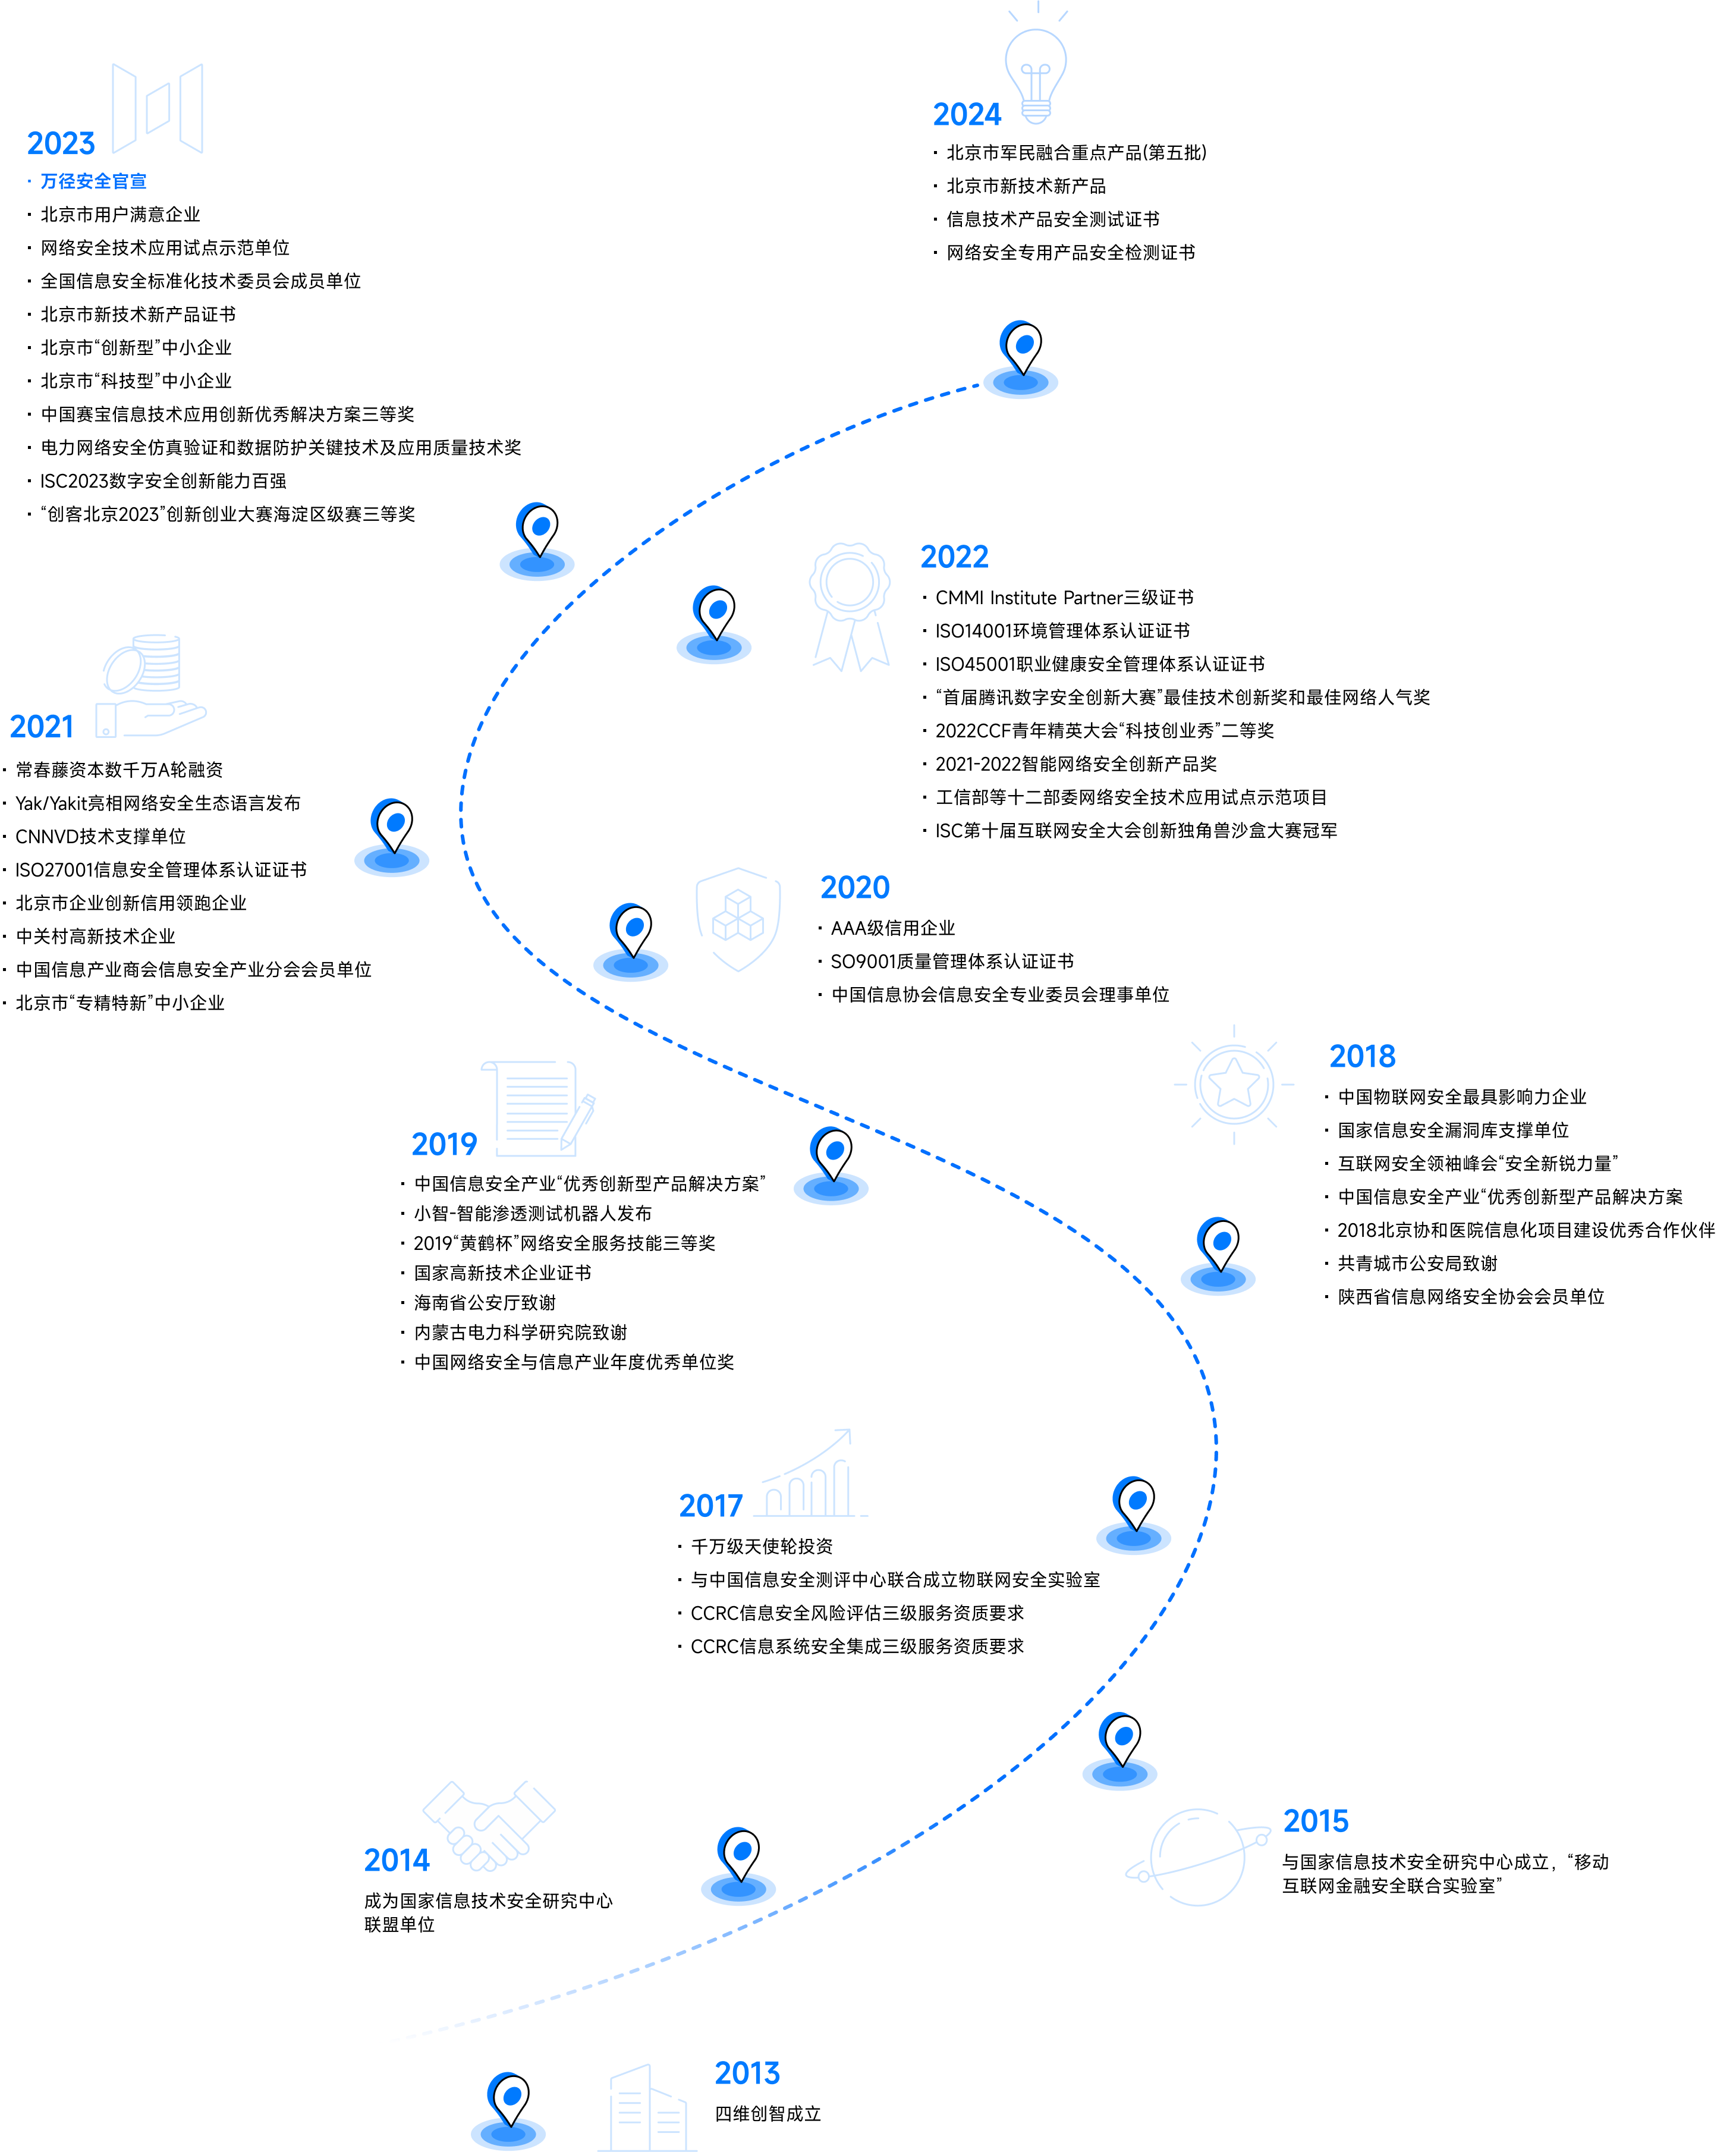 2024
北京市军民融合重点产品(第五批)
北京市新技术新产品
信息技术产品安全测试证书
网络安全专用产品安全检测证书
2023
万径安全官宣
北京市用户满意企业
网络安全技术应用试点示范单位
全国信息安全标准化技术委员会成员单位
北京市新技术新产品证书
北京市“创新型”中小企业
北京市“科技型”中小企业
中国赛宝信息技术应用创新优秀解决方案三等奖
电力网络安全仿真验证和数据防护关键技术及应用质量技术奖
ISC2023数字安全创新能力百强
“创客北京2023”创新创业大赛海淀区级赛三等奖
2022
CMMI Institute Partner三级证书
ISO14001环境管理体系认证证书
ISO45001职业健康安全管理体系认证证书
“首届腾讯数字安全创新大赛”最佳技术创新奖和最佳网络人气奖
2022CCF青年精英大会“科技创业秀”二等奖
2021-2022智能网络安全创新产品奖
工信部等十二部委网络安全技术应用试点示范项目
ISC第十届互联网安全大会创新独角兽沙盒大赛冠军
2021
常春藤资本数千万A轮融资
Yak/Yakit亮相网络安全生态语言发布
CNNVD技术支撑单位
ISO27001信息安全管理体系认证证书
北京市企业创新信用领跑企业
中关村高新技术企业
中国信息产业商会信息安全产业分会会员单位
北京市“专精特新”中小企业
2020
AAA级信用企业
SO9001质量管理体系认证证书
中国信息协会信息安全专业委员会理事单位
2019
中国信息安全产业“优秀创新型产品解决方案”
小智-智能渗透测试机器人发布
2019“黄鹤杯”网络安全服务技能三等奖
国家高新技术企业证书
海南省公安厅致谢
内蒙古电力科学研究院致谢
中国网络安全与信息产业年度优秀单位奖
2018
中国物联网安全最具影响力企业
国家信息安全漏洞库支撑单位
互联网安全领袖峰会“安全新锐力量”
中国信息安全产业“优秀创新型产品解决方案
2018北京协和医院信息化项目建设优秀合作伙伴
共青城市公安局致谢
陕西省信息网络安全协会会员单位
2017
千万级天使轮投资
与中国信息安全测评中心联合成立物联网安全实验室
CCRC信息安全风险评估三级服务资质要求
CCRC信息系统安全集成三级服务资质要求
2015
与国家信息技术安全研究中心成立，“移动
互联网金融安全联合实验室”
2014
成为国家信息技术安全研究中心
联盟单位
2013
四维创智成立